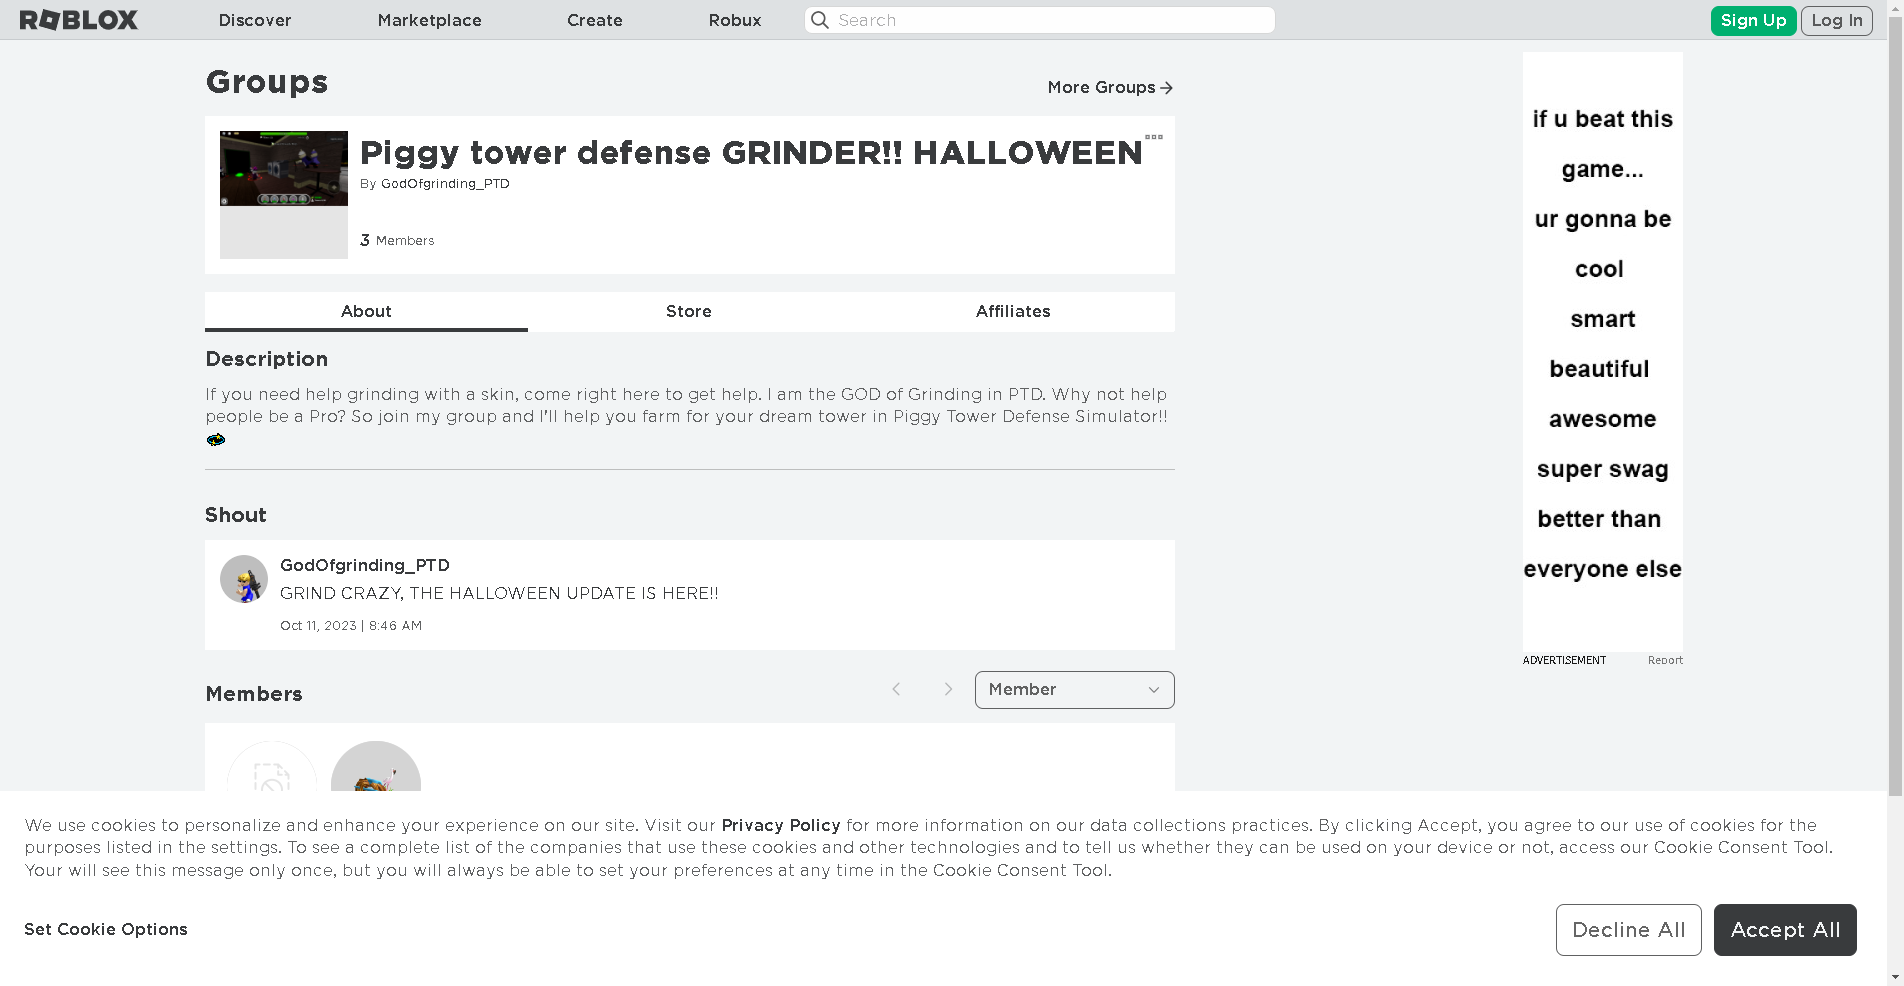 ROBLOX
Discover
Marketplace
Create
Robux
Search
Sign Up
Log In
Groups
More Groups
Piggy tower defense GRINDER!! HALLOWEEN
By GodOfgrinding_PTD
3 Members
About
Store
Affiliates
Description
If you need help grinding with a skin, come right here to get help. I am the GOD of Grinding in PTD. Why not help
people be a Pro? So join my group and I'll help you farm for your dream tower in Piggy Tower Defense Simulator!!
Shout
GodOfgrinding_PTD
GRIND CRAZY, THE HALLOWEEN UPDATE IS HERE!!
Oct 11, 2023 | 8:46 AM
Members
Member
if u beat this
game...
ur gonna be
cool
smart
beautiful
awesome
super swag
better than
everyone else
ADVERTISEMENT
Report
We use cookies to personalize and enhance your experience on our site. Visit our Privacy Policy for more information on our data collections practices. By clicking Accept, you agree to our use of cookies for the
purposes listed in the settings. To see a complete list of the companies that use these cookies and other technologies and to tell us whether they can be used on your device or not, access our Cookie Consent Tool.
Your will see this message only once, but you will always be able to set your preferences at any time in the Cookie Consent Tool.
Set Cookie Options
Decline All
Accept All